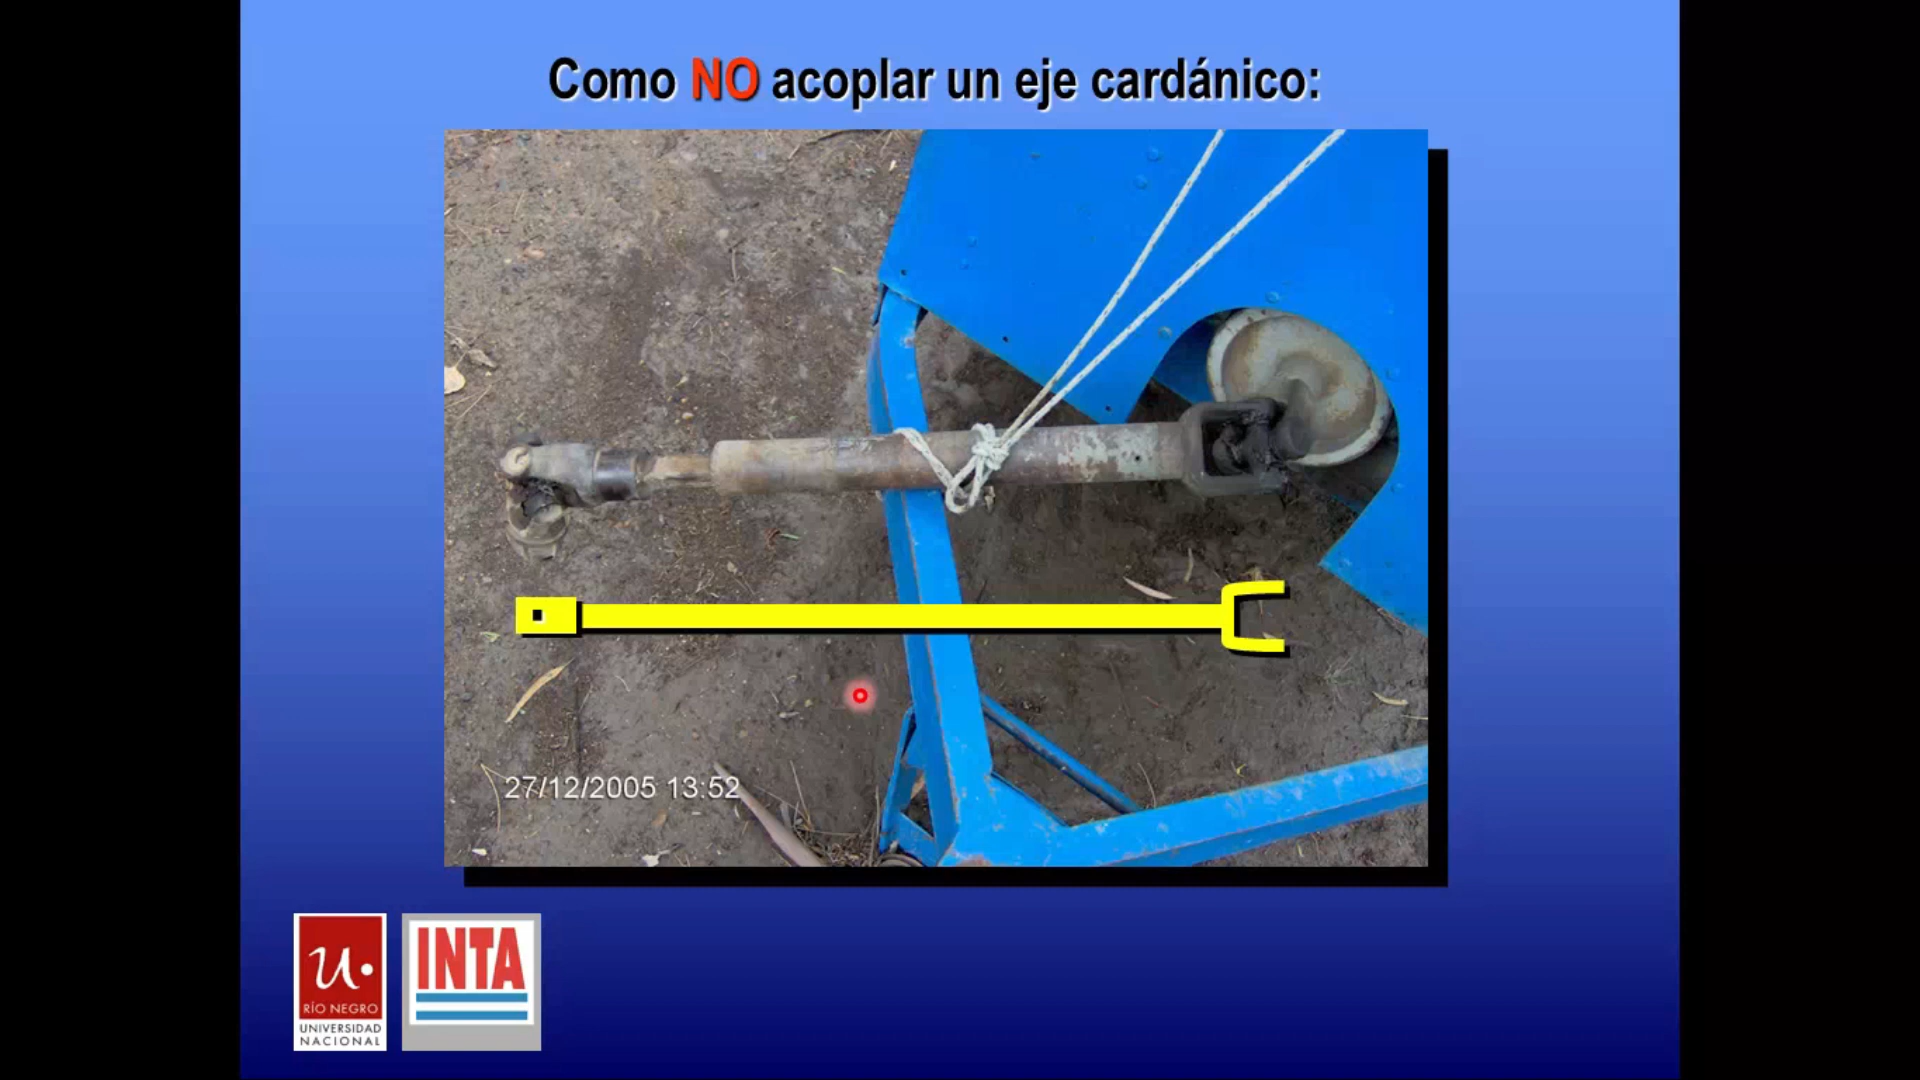 Como NO acoplar un eje cardánico:
27/12/2005 13:52
u.
RÍO NEGRO
UNIVERSIDAD
NACIONAL
INTA